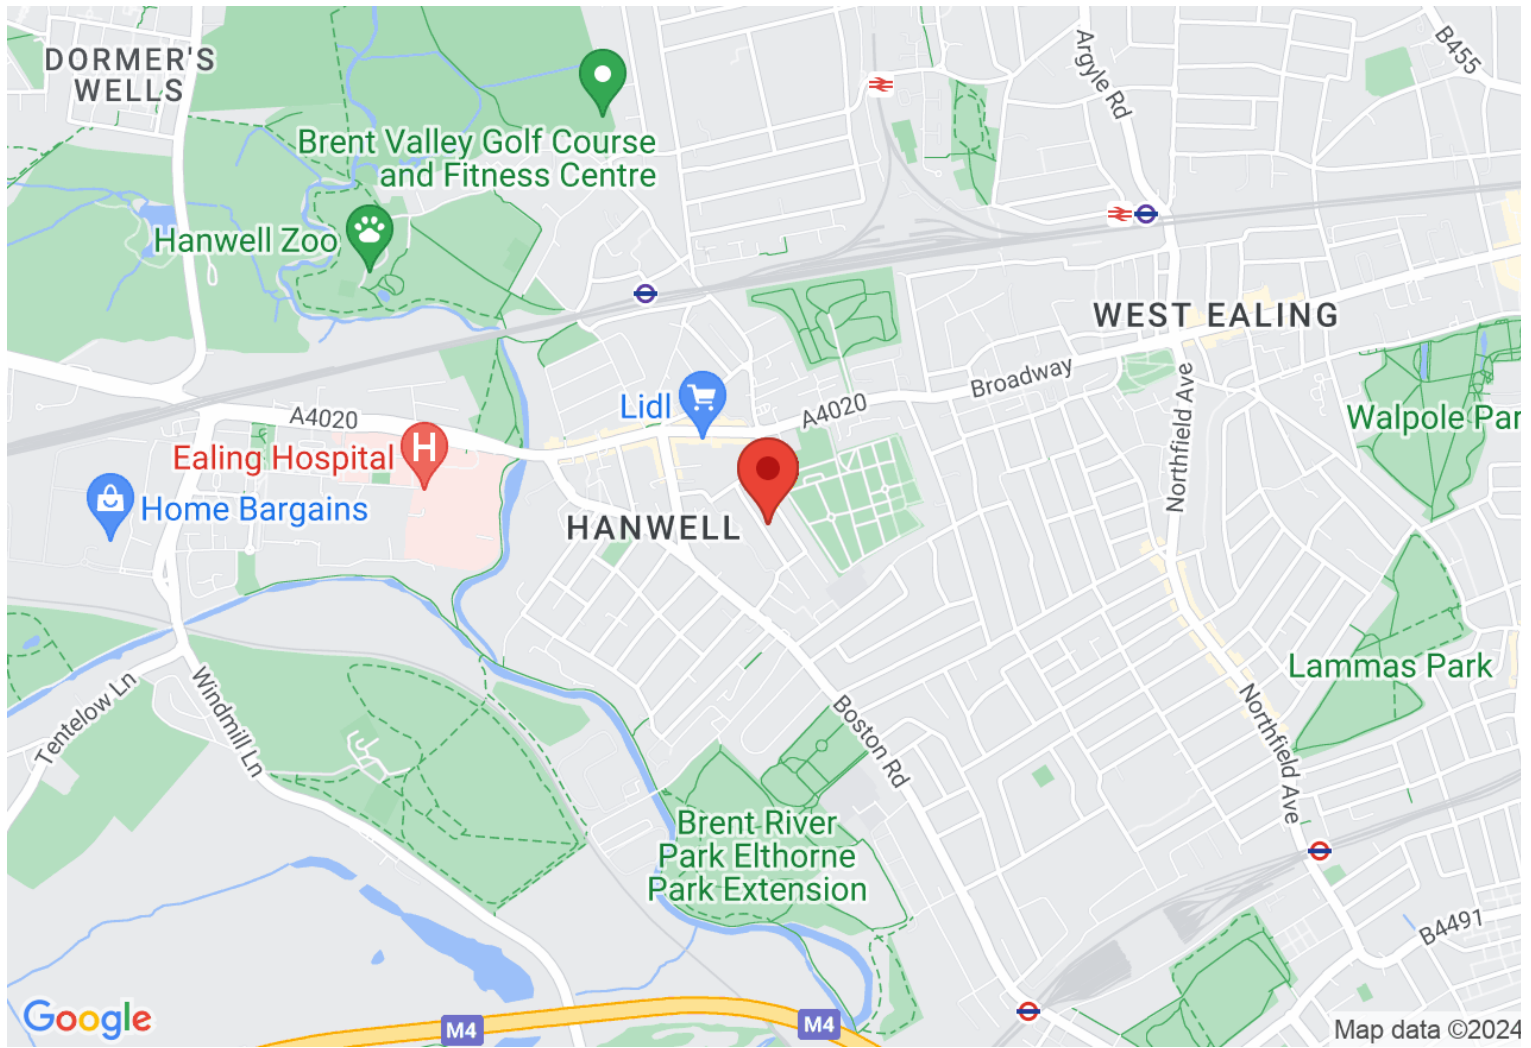 DORMER'S
WELLS
B455
Argyle Rd
Brent Valley Golf Course
and Fitness Centre
Hanwell Zoo
WEST EALING
Broadway
A4020
Lidl
A4020
Walpole Par
Ealing Hospital
H
Home Bargains
HANWELL
Northfield Ave
Lammas Park
Tentelow Ln
Windmill Ln
Boston Rd
Northfield Ave
Brent River
Park Elthorne
Park Extension
B4491
Google
M4
M4
Map data ©2024